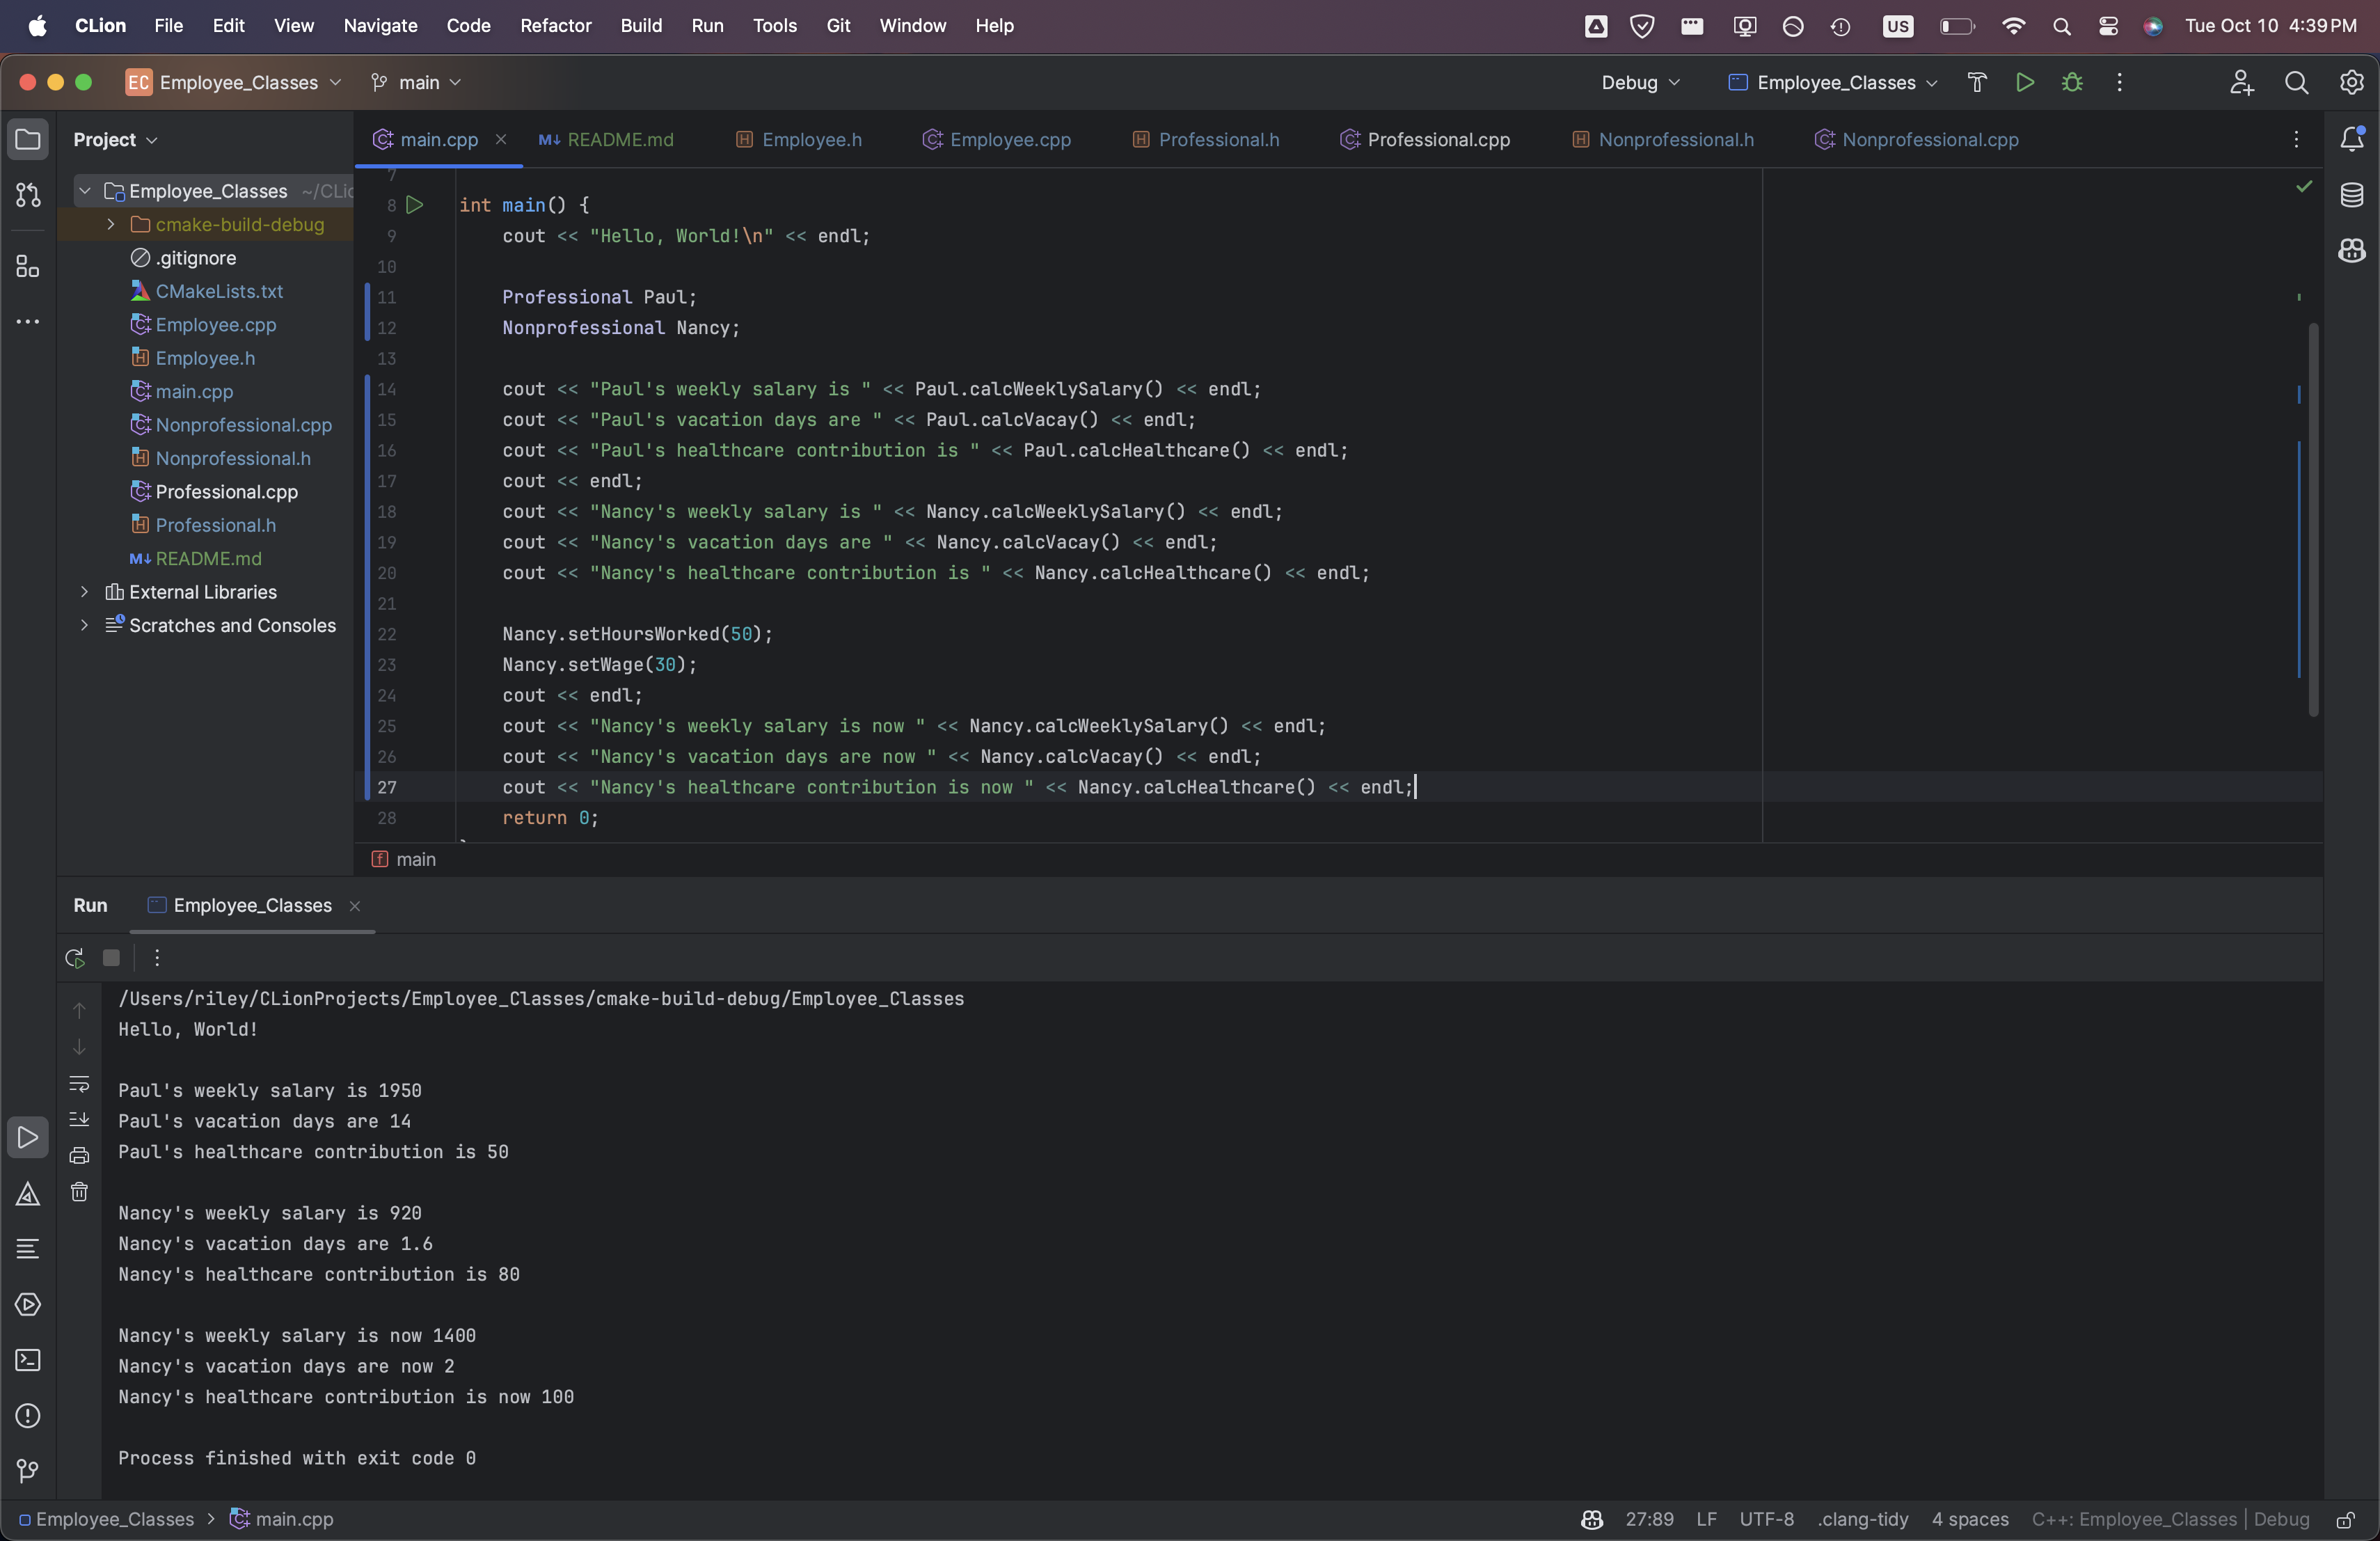 CLion File Edit View Navigate Code Refactor Build Run Tools Git Window Help US Tue Oct 10 4:39 PM
EC Employee_Classes main Debug Employee_Classes
Project main.cpp README.md Employee.h Employee.cpp Professional.h Professional.cpp Nonprofessional.h Nonprofessional.cpp
Employee_Classes ~/CLio
cmake-build-debug
.gitignore
CMakeLists.txt
Employee.cpp
Employee.h
main.cpp
Nonprofessional.cpp
Nonprofessional.h
Professional.cpp
Professional.h
README.md
External Libraries
Scratches and Consoles
7
8 int main() {
9 cout << "Hello, World!\n" << endl;
10
11 Professional Paul;
12 Nonprofessional Nancy;
13
14 cout << "Paul's weekly salary is " << Paul.calcWeeklySalary() << endl;
15 cout << "Paul's vacation days are " << Paul.calcVacay() << endl;
16 cout << "Paul's healthcare contribution is " << Paul.calcHealthcare() << endl;
17 cout << endl;
18 cout << "Nancy's weekly salary is " << Nancy.calcWeeklySalary() << endl;
19 cout << "Nancy's vacation days are " << Nancy.calcVacay() << endl;
20 cout << "Nancy's healthcare contribution is " << Nancy.calcHealthcare() << endl;
21
22 Nancy.setHoursWorked(50);
23 Nancy.setWage(30);
24 cout << endl;
25 cout << "Nancy's weekly salary is now " << Nancy.calcWeeklySalary() << endl;
26 cout << "Nancy's vacation days are now " << Nancy.calcVacay() << endl;
27 cout << "Nancy's healthcare contribution is now " << Nancy.calcHealthcare() << endl;
28 return 0;
main
Run Employee_Classes
/Users/riley/CLionProjects/Employee_Classes/cmake-build-debug/Employee_Classes
Hello, World!
Paul's weekly salary is 1950
Paul's vacation days are 14
Paul's healthcare contribution is 50
Nancy's weekly salary is 920
Nancy's vacation days are 1.6
Nancy's healthcare contribution is 80
Nancy's weekly salary is now 1400
Nancy's vacation days are now 2
Nancy's healthcare contribution is now 100
Process finished with exit code 0
Employee_Classes > main.cpp 27:89 LF UTF-8 .clang-tidy 4 spaces C++: Employee_Classes | Debug